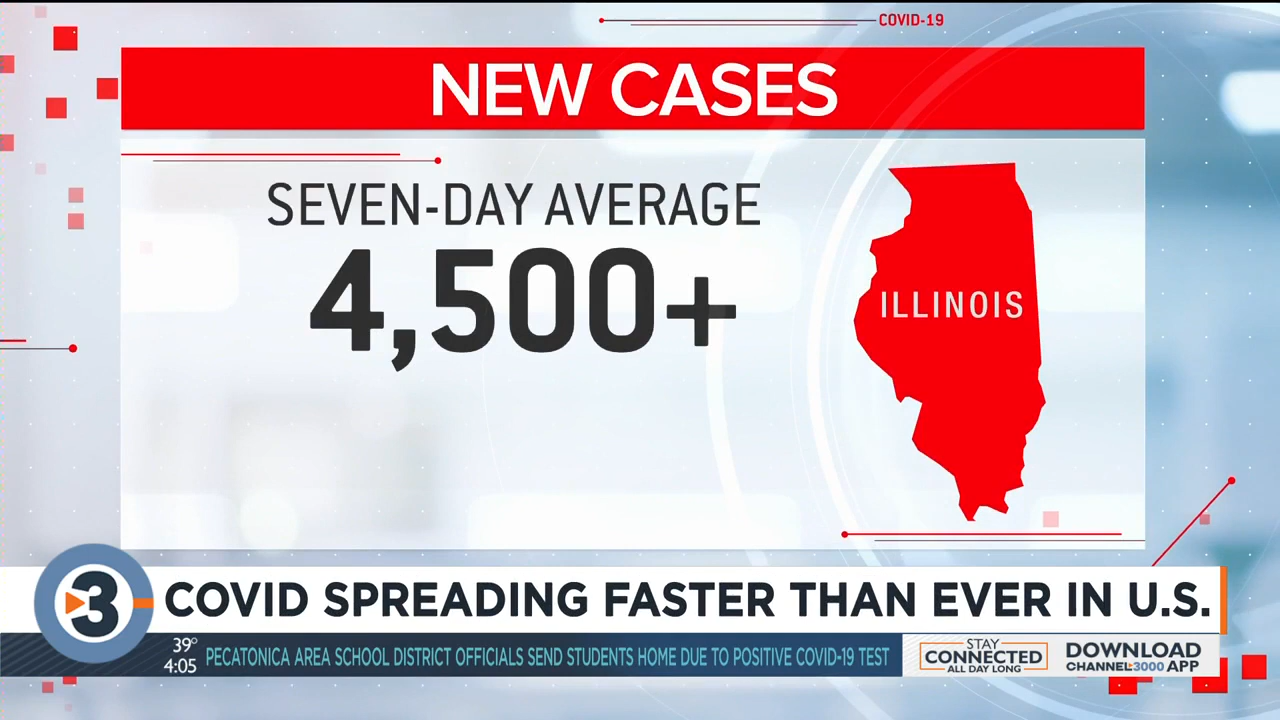 COVID-19
NEW CASES
SEVEN-DAY AVERAGE
4,500+
ILLINOIS
3
COVID SPREADING FASTER THAN EVER IN U.S.
39°
4:05
PECATONICA AREA SCHOOL DISTRICT OFFICIALS SEND STUDENTS HOME DUE TO POSITIVE COVID-19 TEST
STAY
CONNECTED
ALL DAY LONG
DOWNLOAD
CHANNEL3000 APP